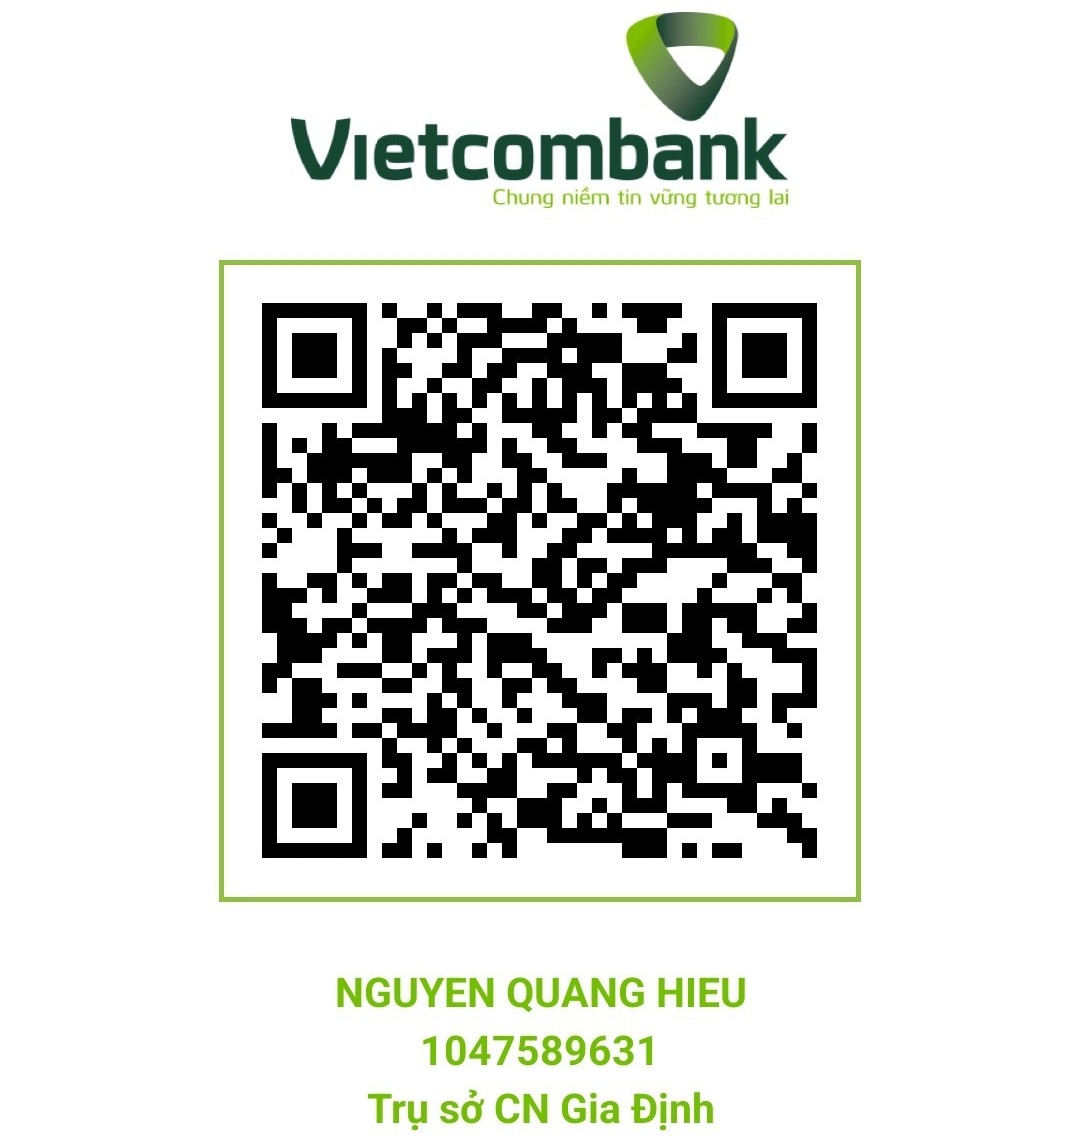 Vietcombank
Chung niềm tin vững tương lai
NGUYEN QUANG HIEU
1047589631
Trụ sở CN Gia Định